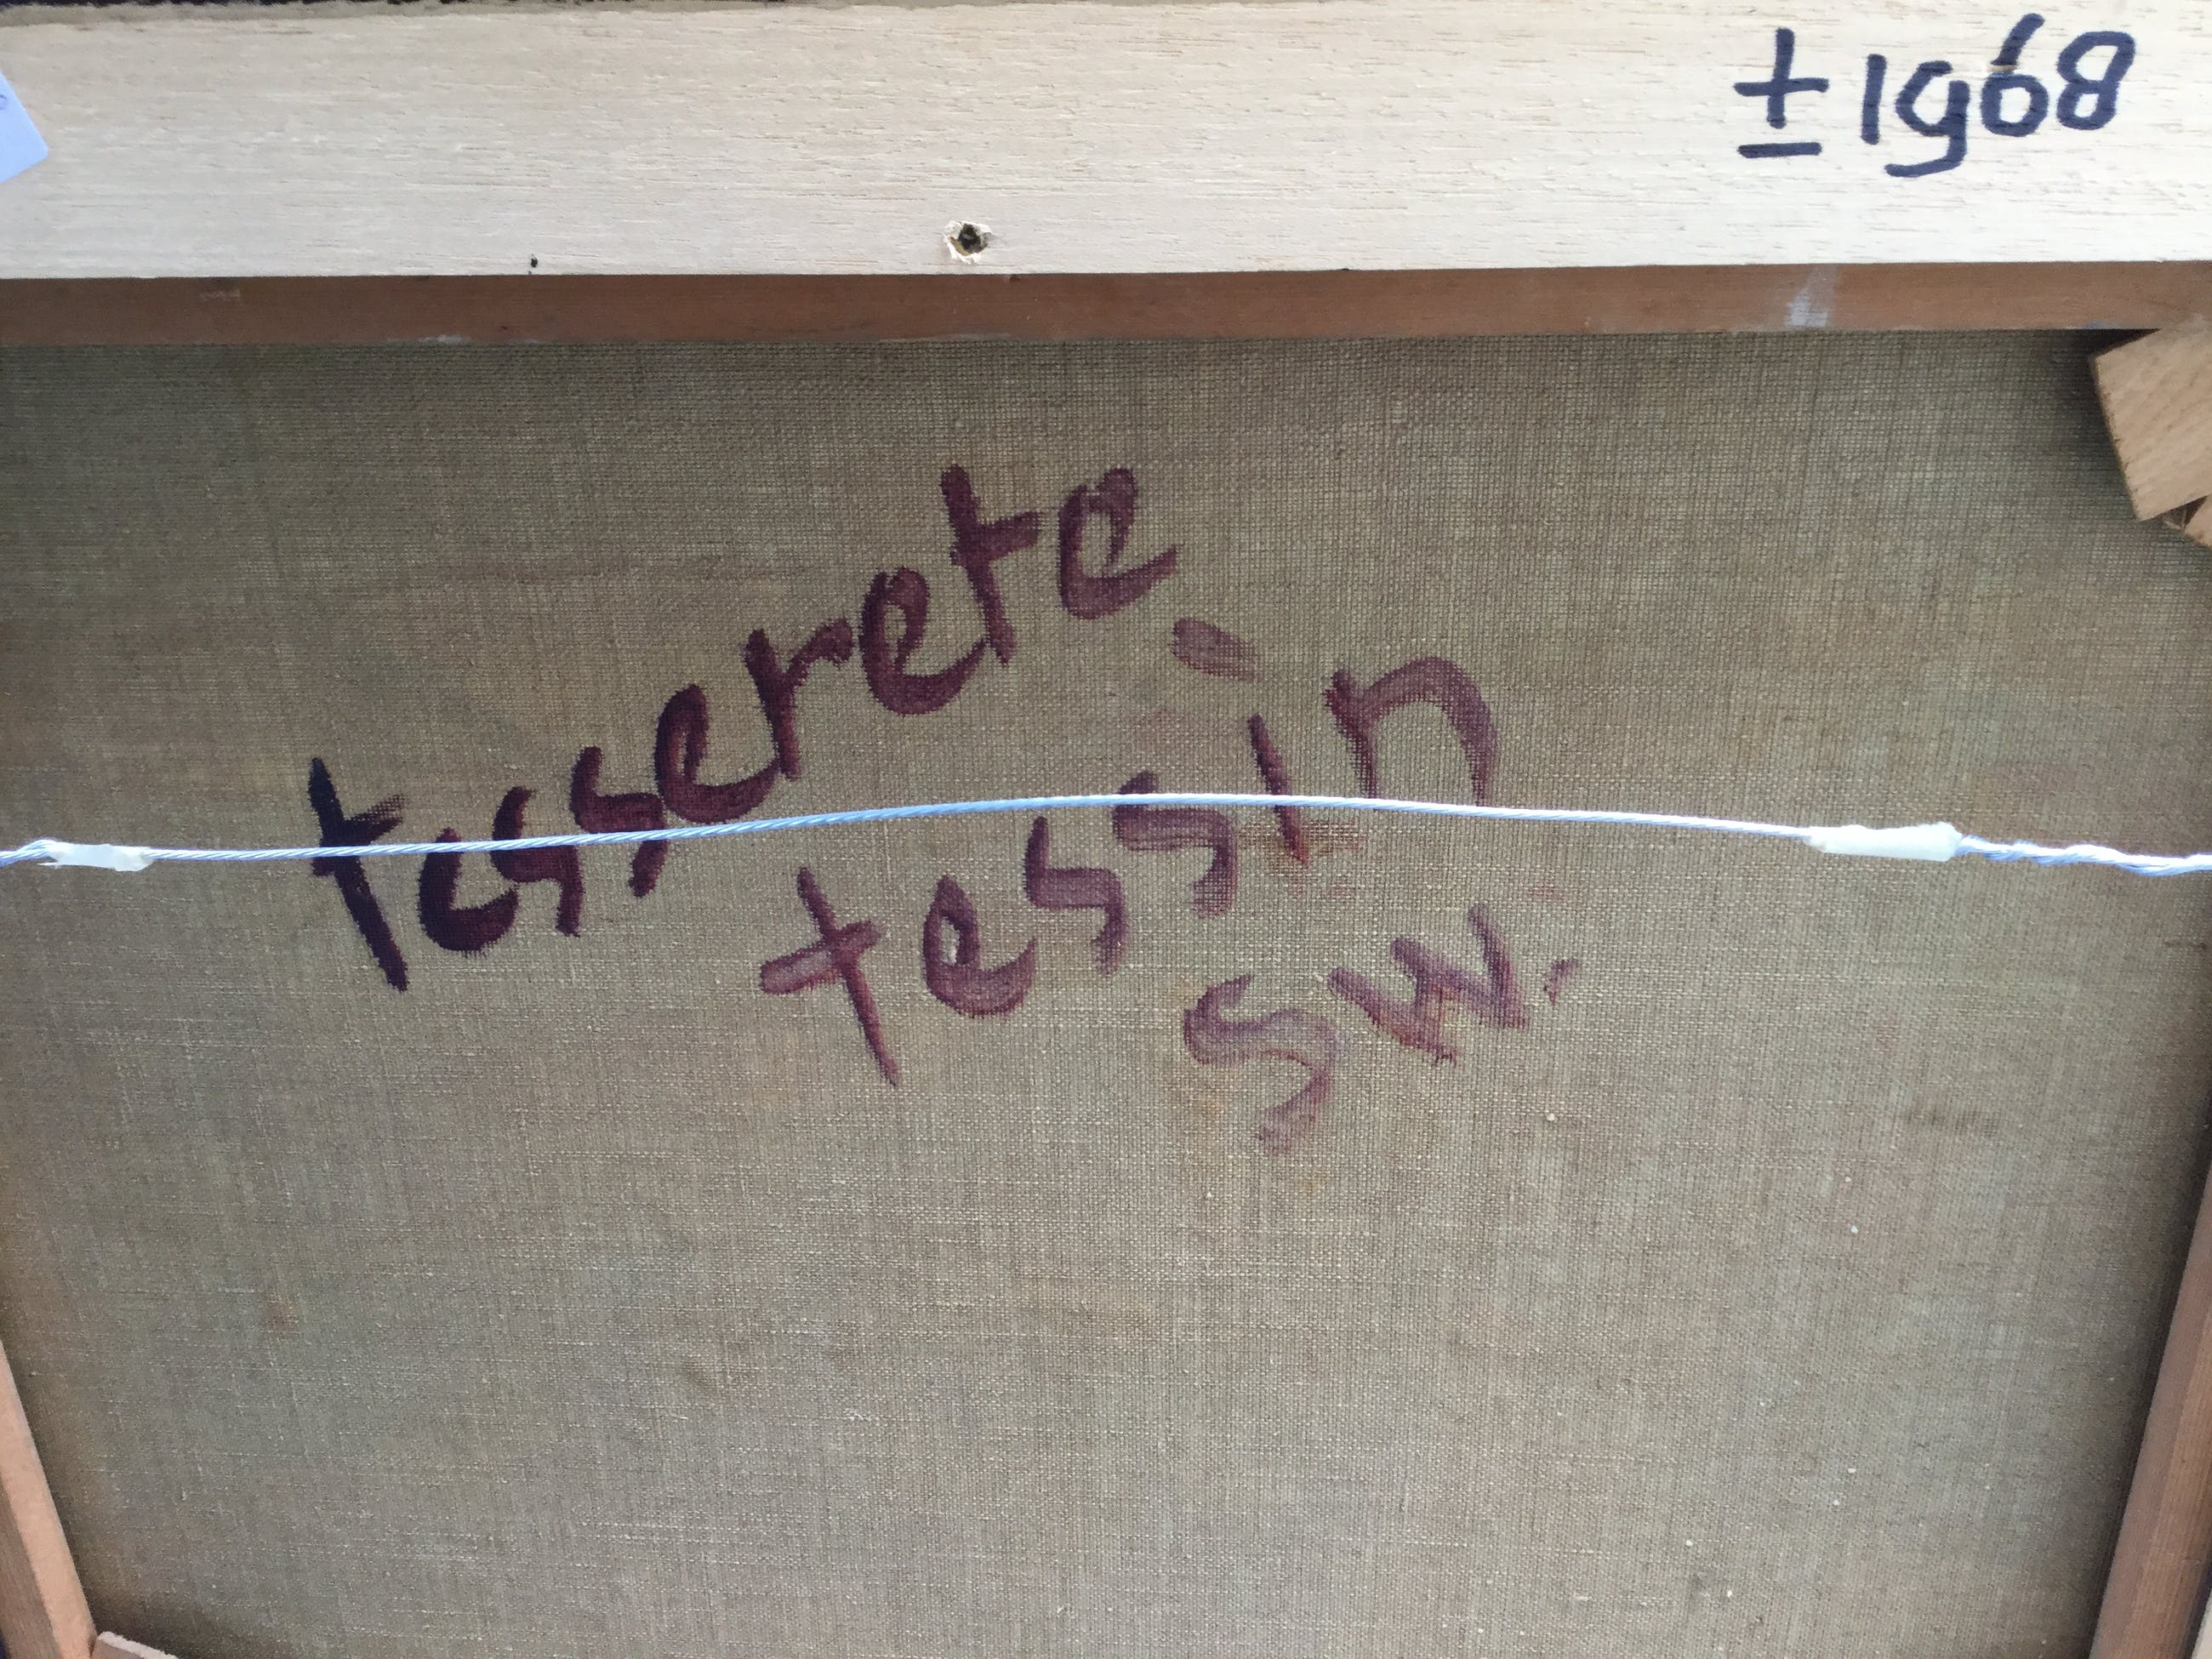 ± 1968
tesserete
tessin
SW.